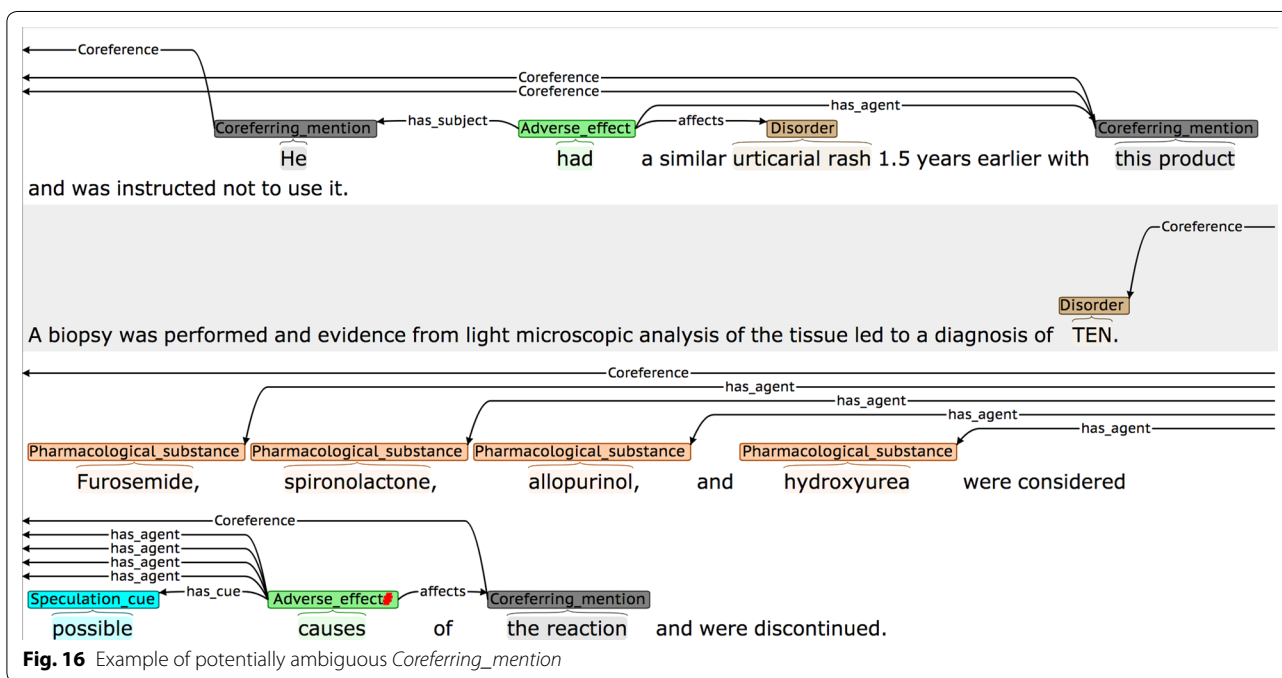 Coreference
Coreference
Coreference
has_agent
Coreferring_mention has_subject Adverse_effect affects Disorder Coreferring_mention
He had a similar urticarial rash 1.5 years earlier with this product
and was instructed not to use it.
Coreference
Disorder
A biopsy was performed and evidence from light microscopic analysis of the tissue led to a diagnosis of TEN.
Coreference
has_agent
has_agent
has_agent
has_agent
Pharmacological_substance Pharmacological_substance Pharmacological_substance Pharmacological_substance
Furosemide, spironolactone, allopurinol, and hydroxyurea were considered
Coreference
has_agent
has_agent
has_agent
has_agent
Speculation_cue has_cue Adverse_effect# affects Coreferring_mention
possible causes of the reaction and were discontinued.
Fig. 16 Example of potentially ambiguous Coreferring_mention